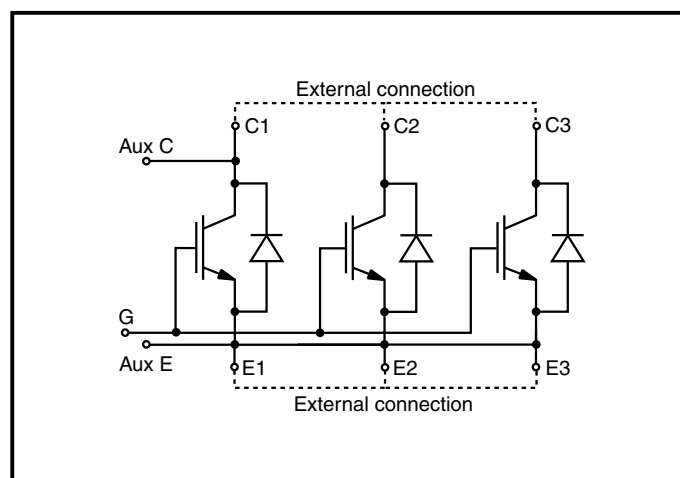 External connection
C1
C2
C3
Aux C
G
Aux E
E1
E2
E3
External connection